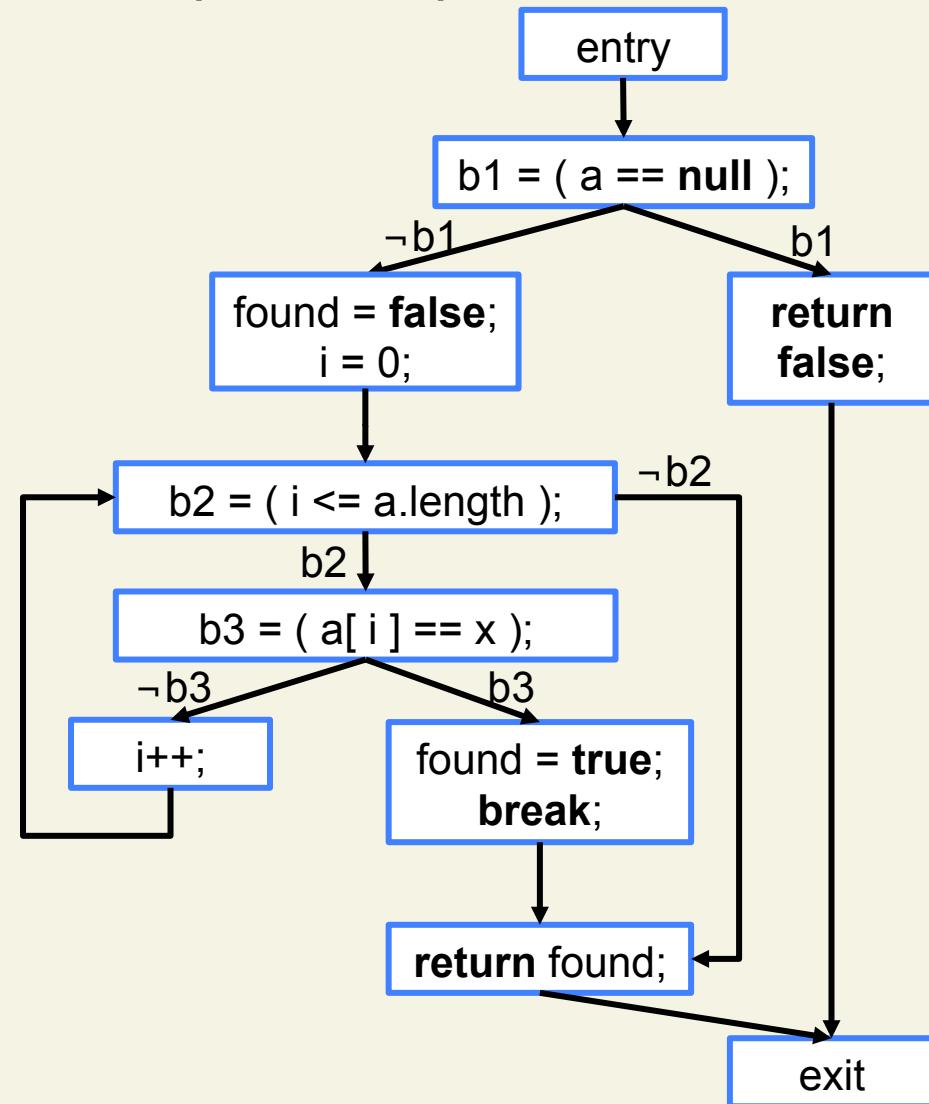 entry
b1 = ( a == null );
¬b1
b1
found = false;
i = 0;
return
false;
b2 = ( i <= a.length );
¬b2
b2
b3 = ( a[ i ] == x );
¬b3
b3
i++;
found = true;
break;
return found;
exit